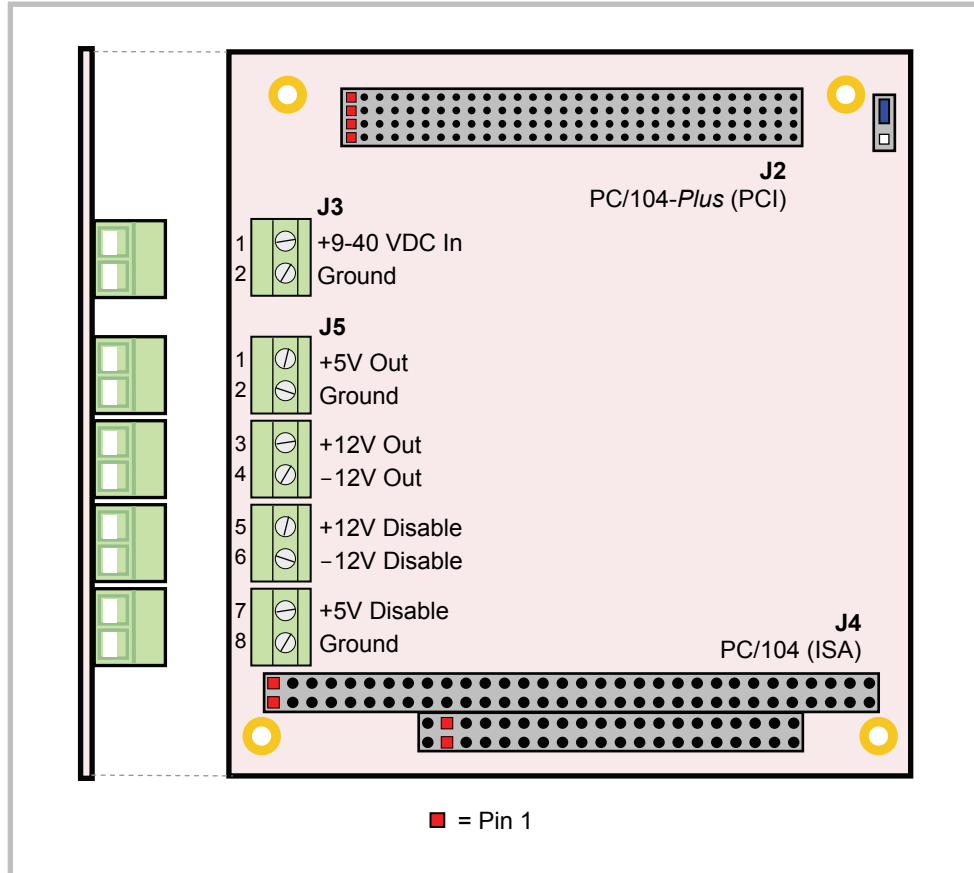 J2
PC/104-Plus (PCI)
J3
1 +9-40 VDC In
2 Ground
J5
1 +5V Out
2 Ground
3 +12V Out
4 −12V Out
5 +12V Disable
6 −12V Disable
7 +5V Disable
8 Ground
J4
PC/104 (ISA)
= Pin 1